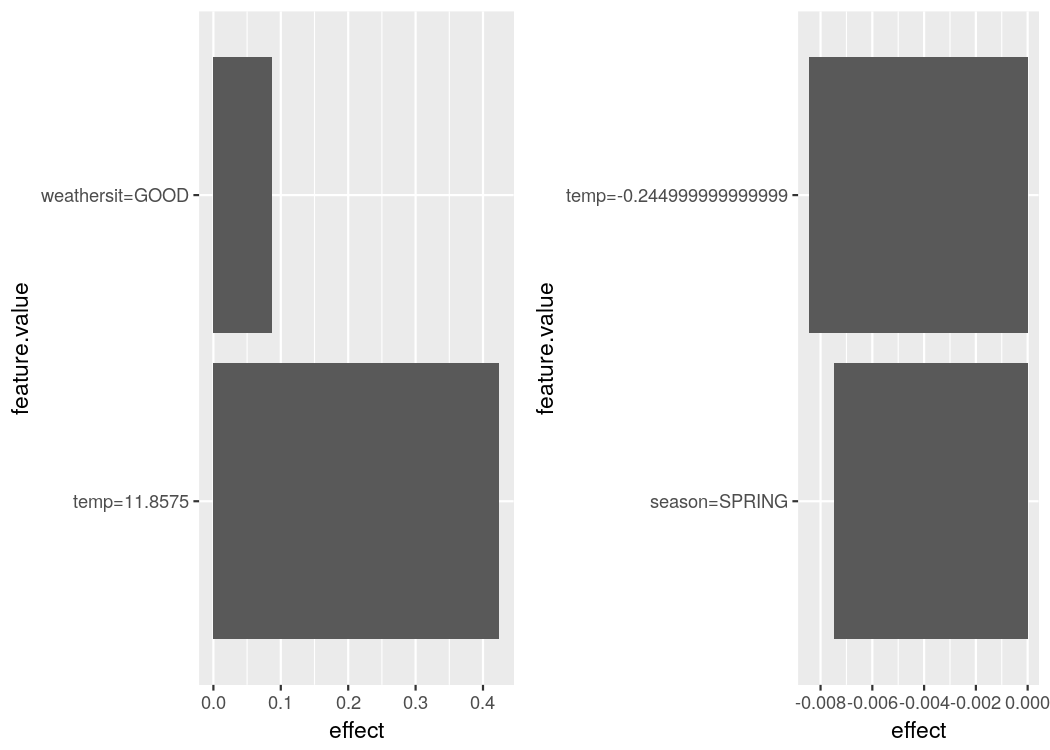 feature.value
weathersit=GOOD
temp=11.8575
0.0 0.1 0.2 0.3 0.4
effect
feature.value
temp=-0.244999999999999
season=SPRING
-0.008 -0.006 -0.004 -0.002 0.000
effect